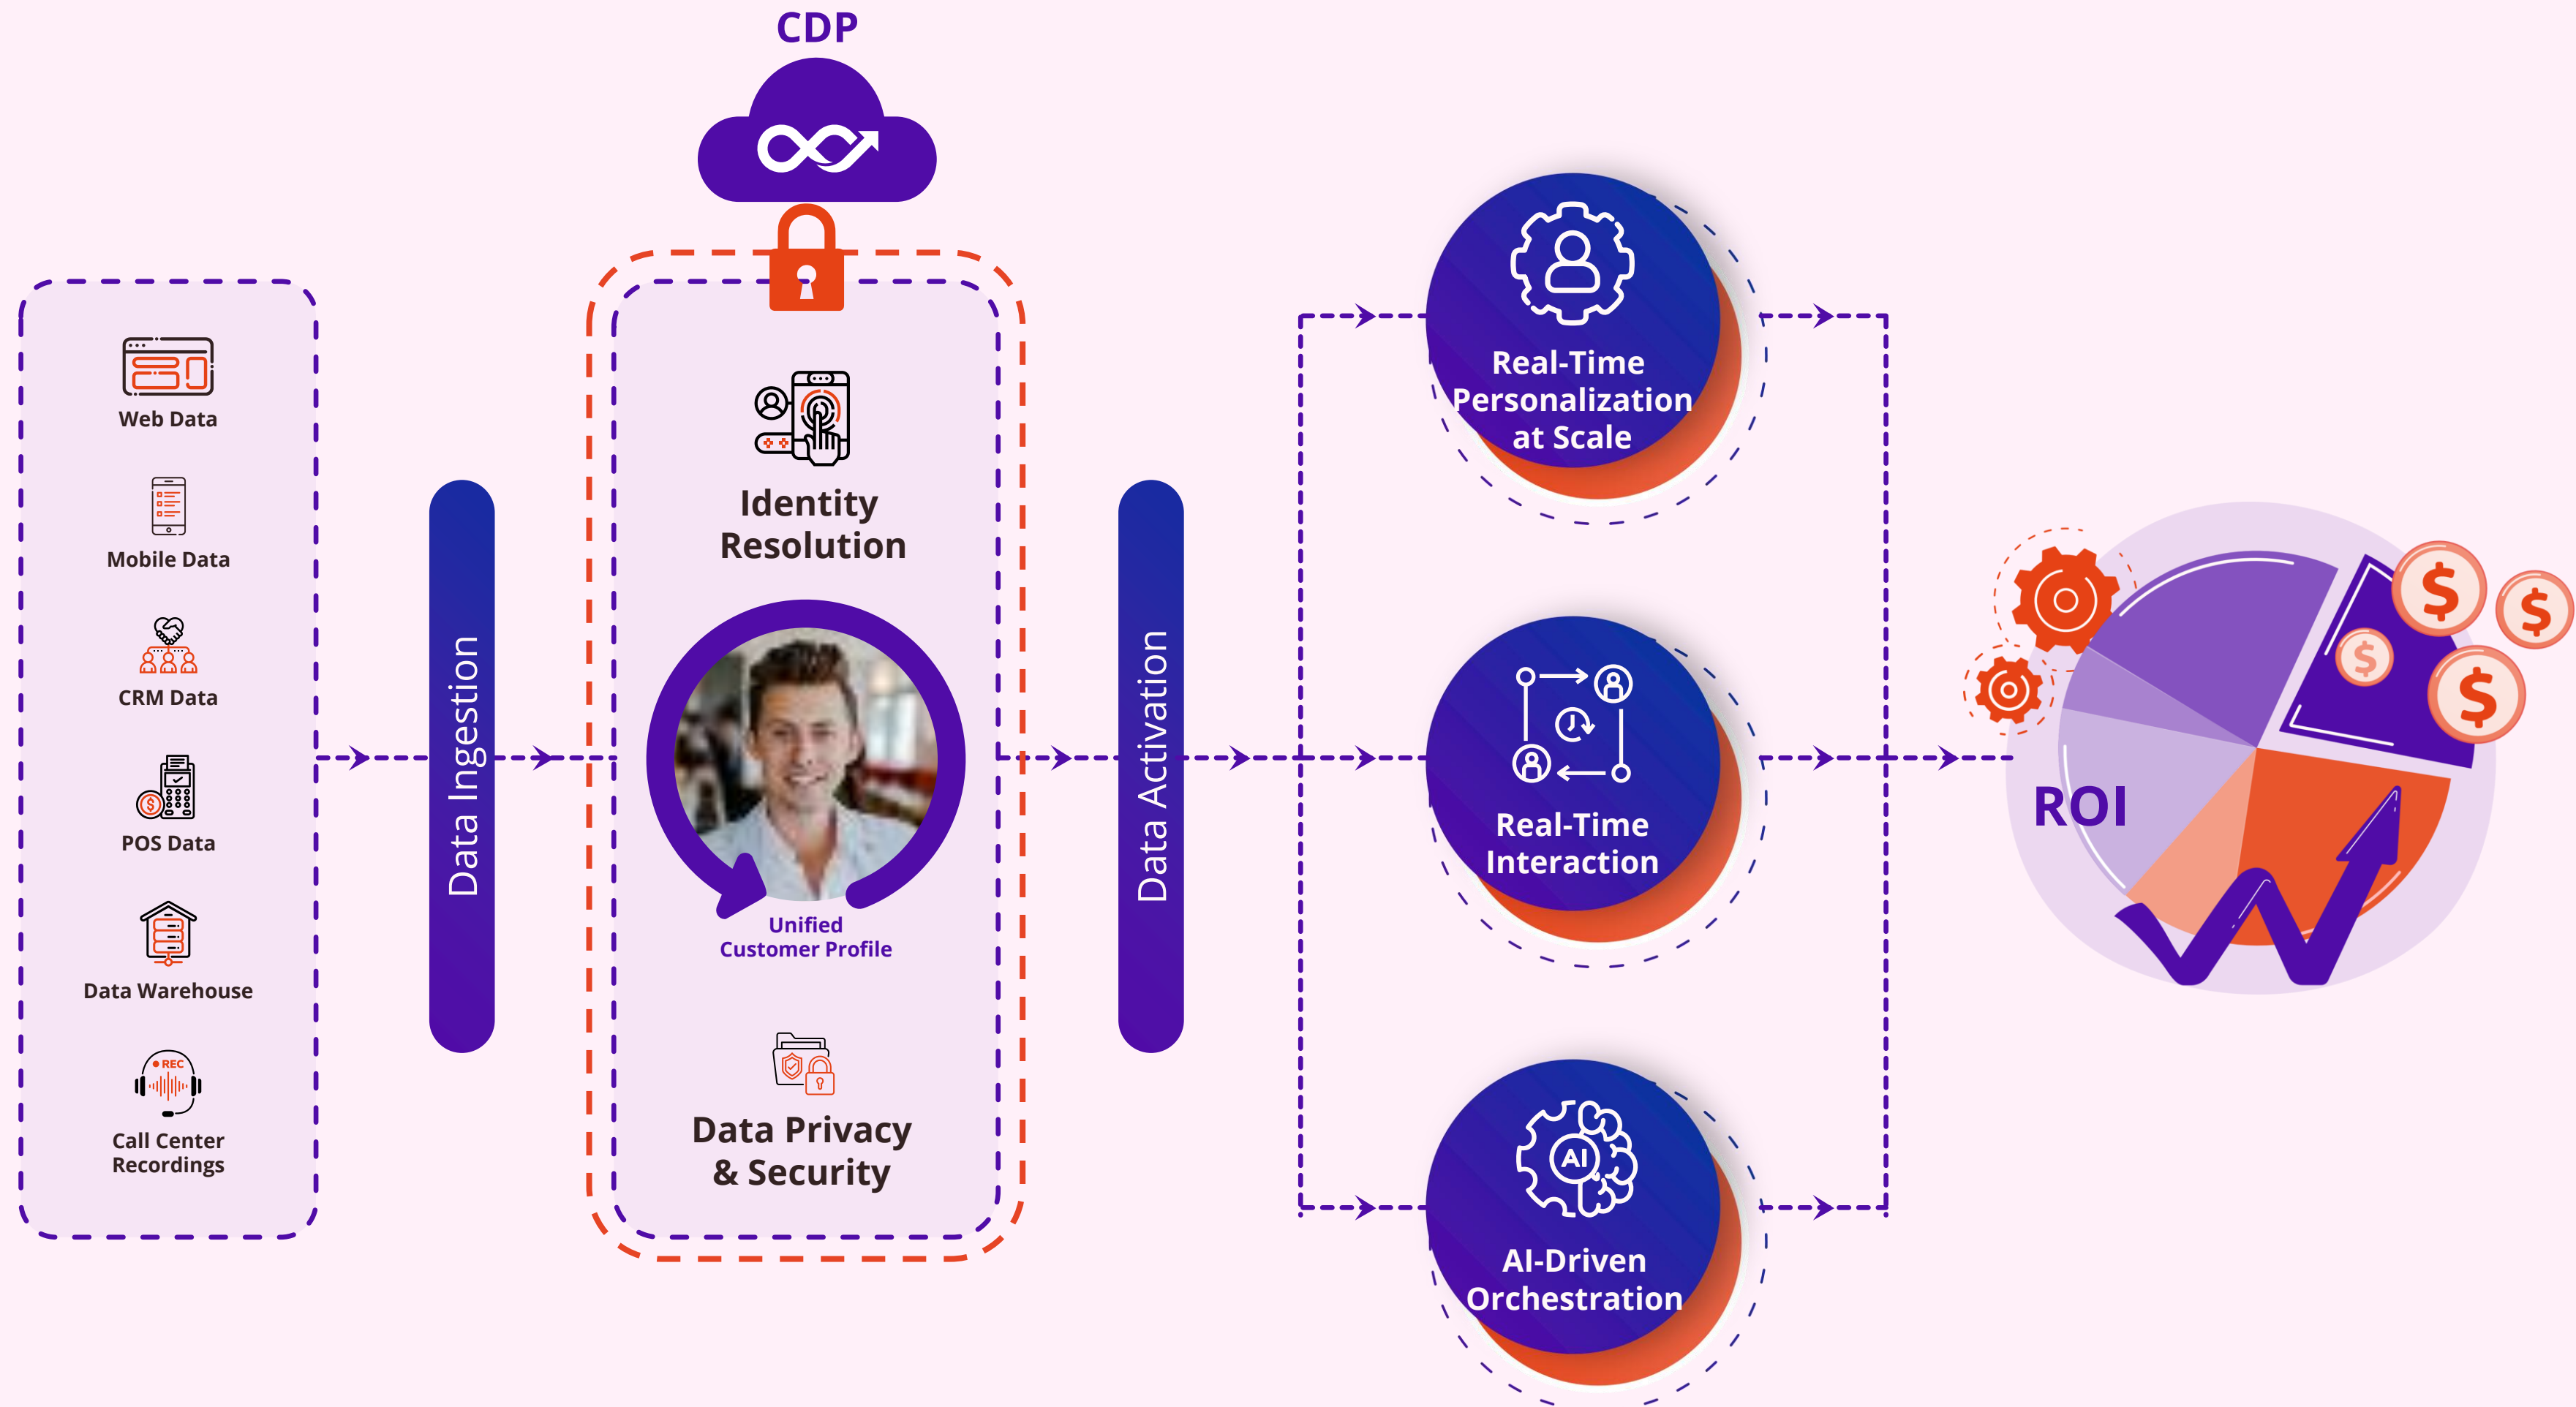 CDP
Web Data
Mobile Data
CRM Data
POS Data
Data Warehouse
REC
Call Center
Recordings
Data Ingestion
Identity
Resolution
Unified
Customer Profile
Data Privacy
& Security
Data Activation
Real-Time
Personalization
at Scale
Real-Time
Interaction
AI
AI-Driven
Orchestration
ROI
$
$
$
$
$